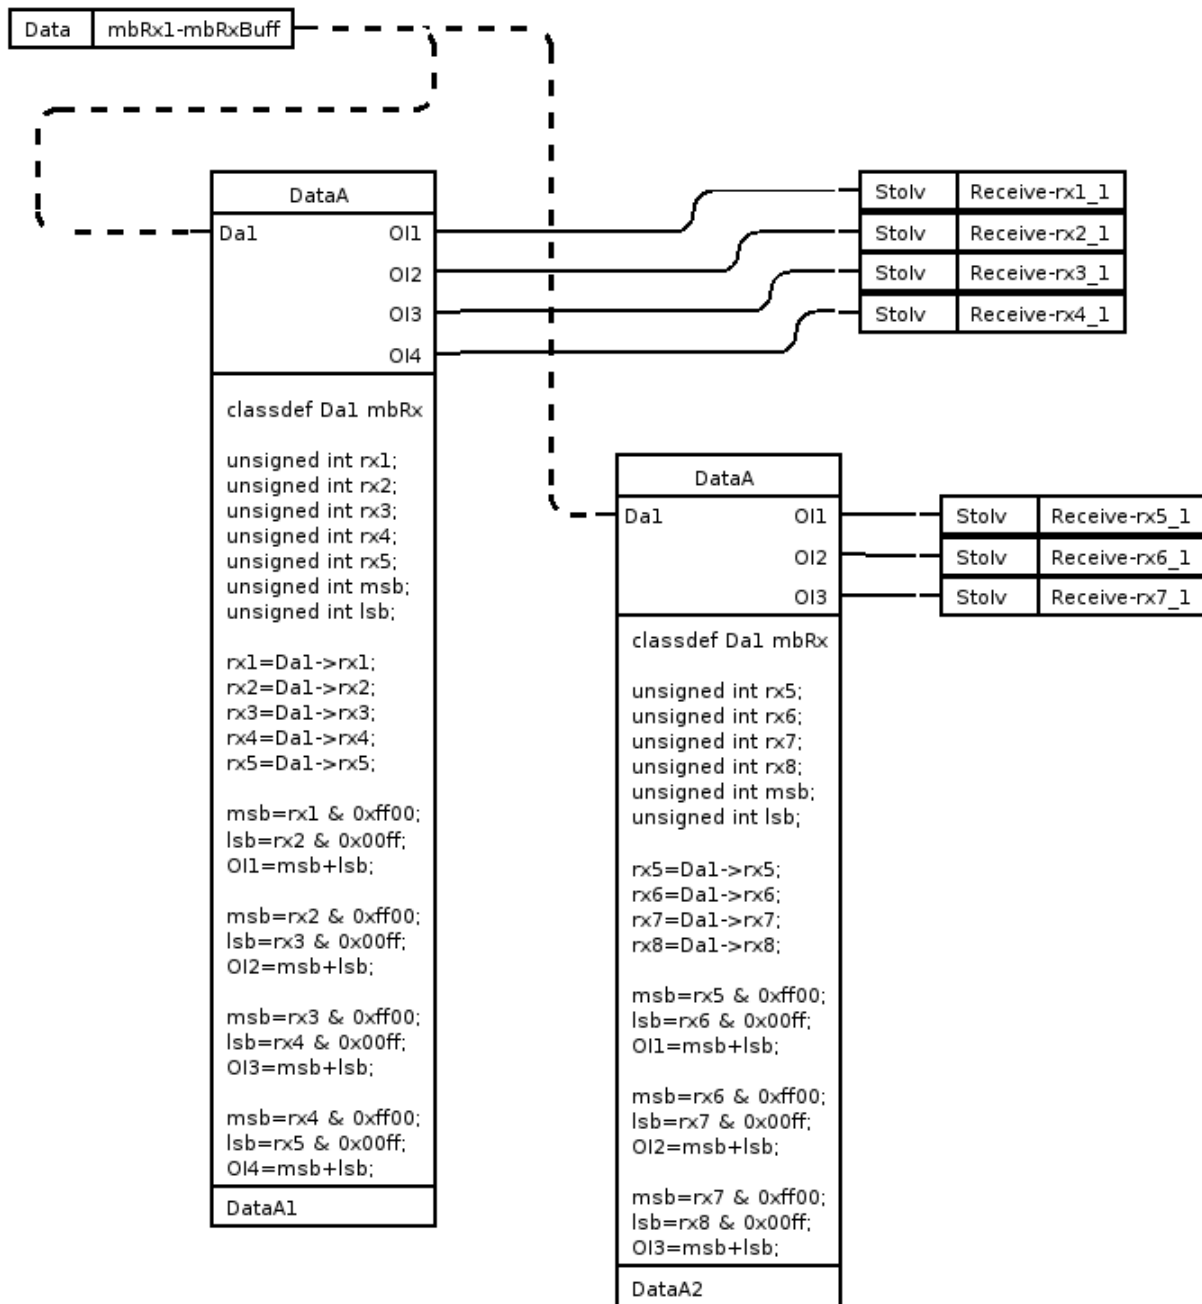 Data mbRx1-mbRxBuff
DataA
Da1 OI1
OI2
OI3
OI4
Stolv Receive-rx1_1
Stolv Receive-rx2_1
Stolv Receive-rx3_1
Stolv Receive-rx4_1
classdef Da1 mbRx
unsigned int rx1;
unsigned int rx2;
unsigned int rx3;
unsigned int rx4;
unsigned int rx5;
unsigned int msb;
unsigned int lsb;
rx1=Da1->rx1;
rx2=Da1->rx2;
rx3=Da1->rx3;
rx4=Da1->rx4;
rx5=Da1->rx5;
msb=rx1 & 0xff00;
lsb=rx2 & 0x00ff;
OI1=msb+lsb;
msb=rx2 & 0xff00;
lsb=rx3 & 0x00ff;
OI2=msb+lsb;
msb=rx3 & 0xff00;
lsb=rx4 & 0x00ff;
OI3=msb+lsb;
msb=rx4 & 0xff00;
lsb=rx5 & 0x00ff;
OI4=msb+lsb;
DataA1
DataA
Da1 OI1
OI2
OI3
Stolv Receive-rx5_1
Stolv Receive-rx6_1
Stolv Receive-rx7_1
classdef Da1 mbRx
unsigned int rx5;
unsigned int rx6;
unsigned int rx7;
unsigned int rx8;
unsigned int msb;
unsigned int lsb;
rx5=Da1->rx5;
rx6=Da1->rx6;
rx7=Da1->rx7;
rx8=Da1->rx8;
msb=rx5 & 0xff00;
lsb=rx6 & 0x00ff;
OI1=msb+lsb;
msb=rx6 & 0xff00;
lsb=rx7 & 0x00ff;
OI2=msb+lsb;
msb=rx7 & 0xff00;
lsb=rx8 & 0x00ff;
OI3=msb+lsb;
DataA2